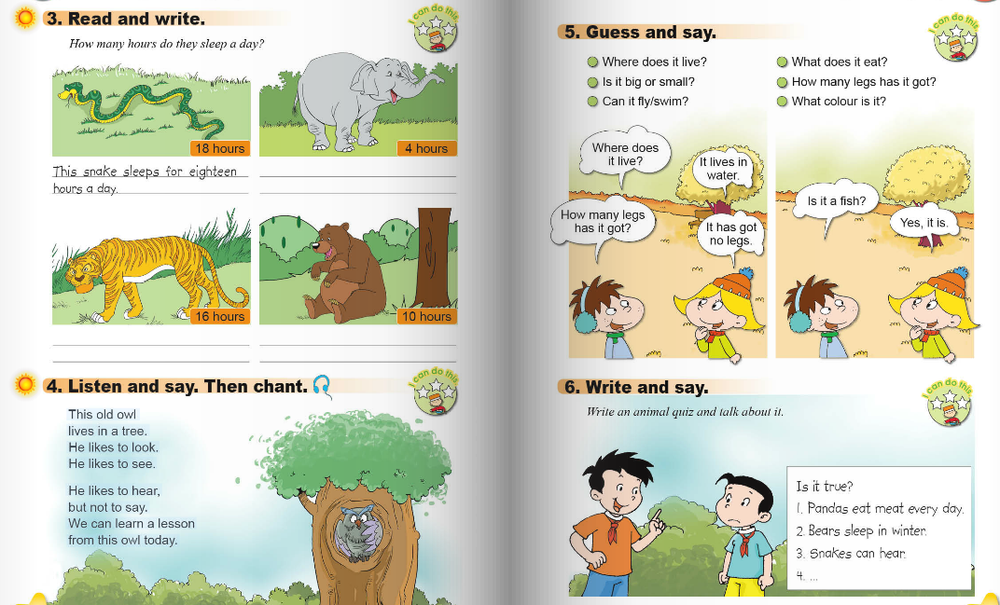 3. Read and write.
I can do this.
How many hours do they sleep a day?
18 hours
4 hours
This snake sleeps for eighteen
hours a day.
16 hours
10 hours
4. Listen and say. Then chant.
I can do this.
This old owl
lives in a tree.
He likes to look.
He likes to see.
He likes to hear,
but not to say.
We can learn a lesson
from this owl today.
5. Guess and say.
I can do this.
Where does it live?
Is it big or small?
Can it fly/swim?
What does it eat?
How many legs has it got?
What colour is it?
Where does
it live?
It lives in
water.
How many legs
has it got?
It has got
no legs.
Is it a fish?
Yes, it is.
6. Write and say.
I can do this.
Write an animal quiz and talk about it.
Is it true?
1. Pandas eat meat every day.
2. Bears sleep in winter.
3. Snakes can hear.
4. ...